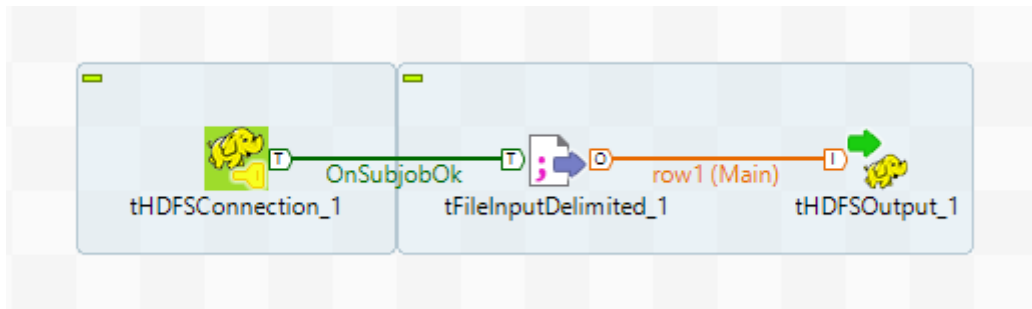 T
OnSubjobOk
T
;
O
row1 (Main)
I
tHDFSConnection_1
tFileInputDelimited_1
tHDFSOutput_1